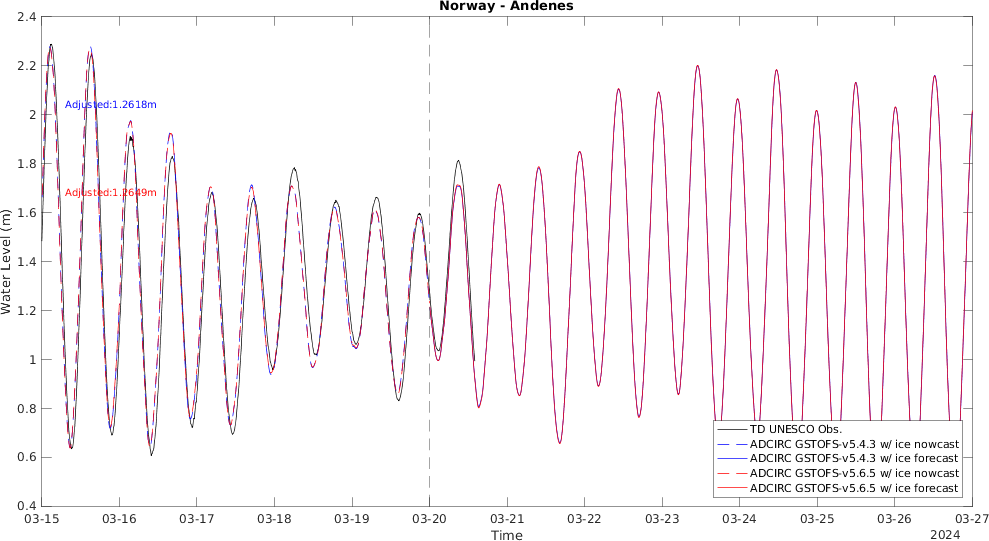 Norway - Andenes
2.4
2.2
2
1.8
1.6
1.4
1.2
1
0.8
0.6
0.4
Water Level (m)
Adjusted:1.2618m
Adjusted:1.2649m
TD UNESCO Obs.
ADCIRC GSTOFS-v5.4.3 w/ ice nowcast
ADCIRC GSTOFS-v5.4.3 w/ ice forecast
ADCIRC GSTOFS-v5.6.5 w/ ice nowcast
ADCIRC GSTOFS-v5.6.5 w/ ice forecast
03-15 03-16 03-17 03-18 03-19 03-20 03-21 03-22 03-23 03-24 03-25 03-26 03-27
Time
2024